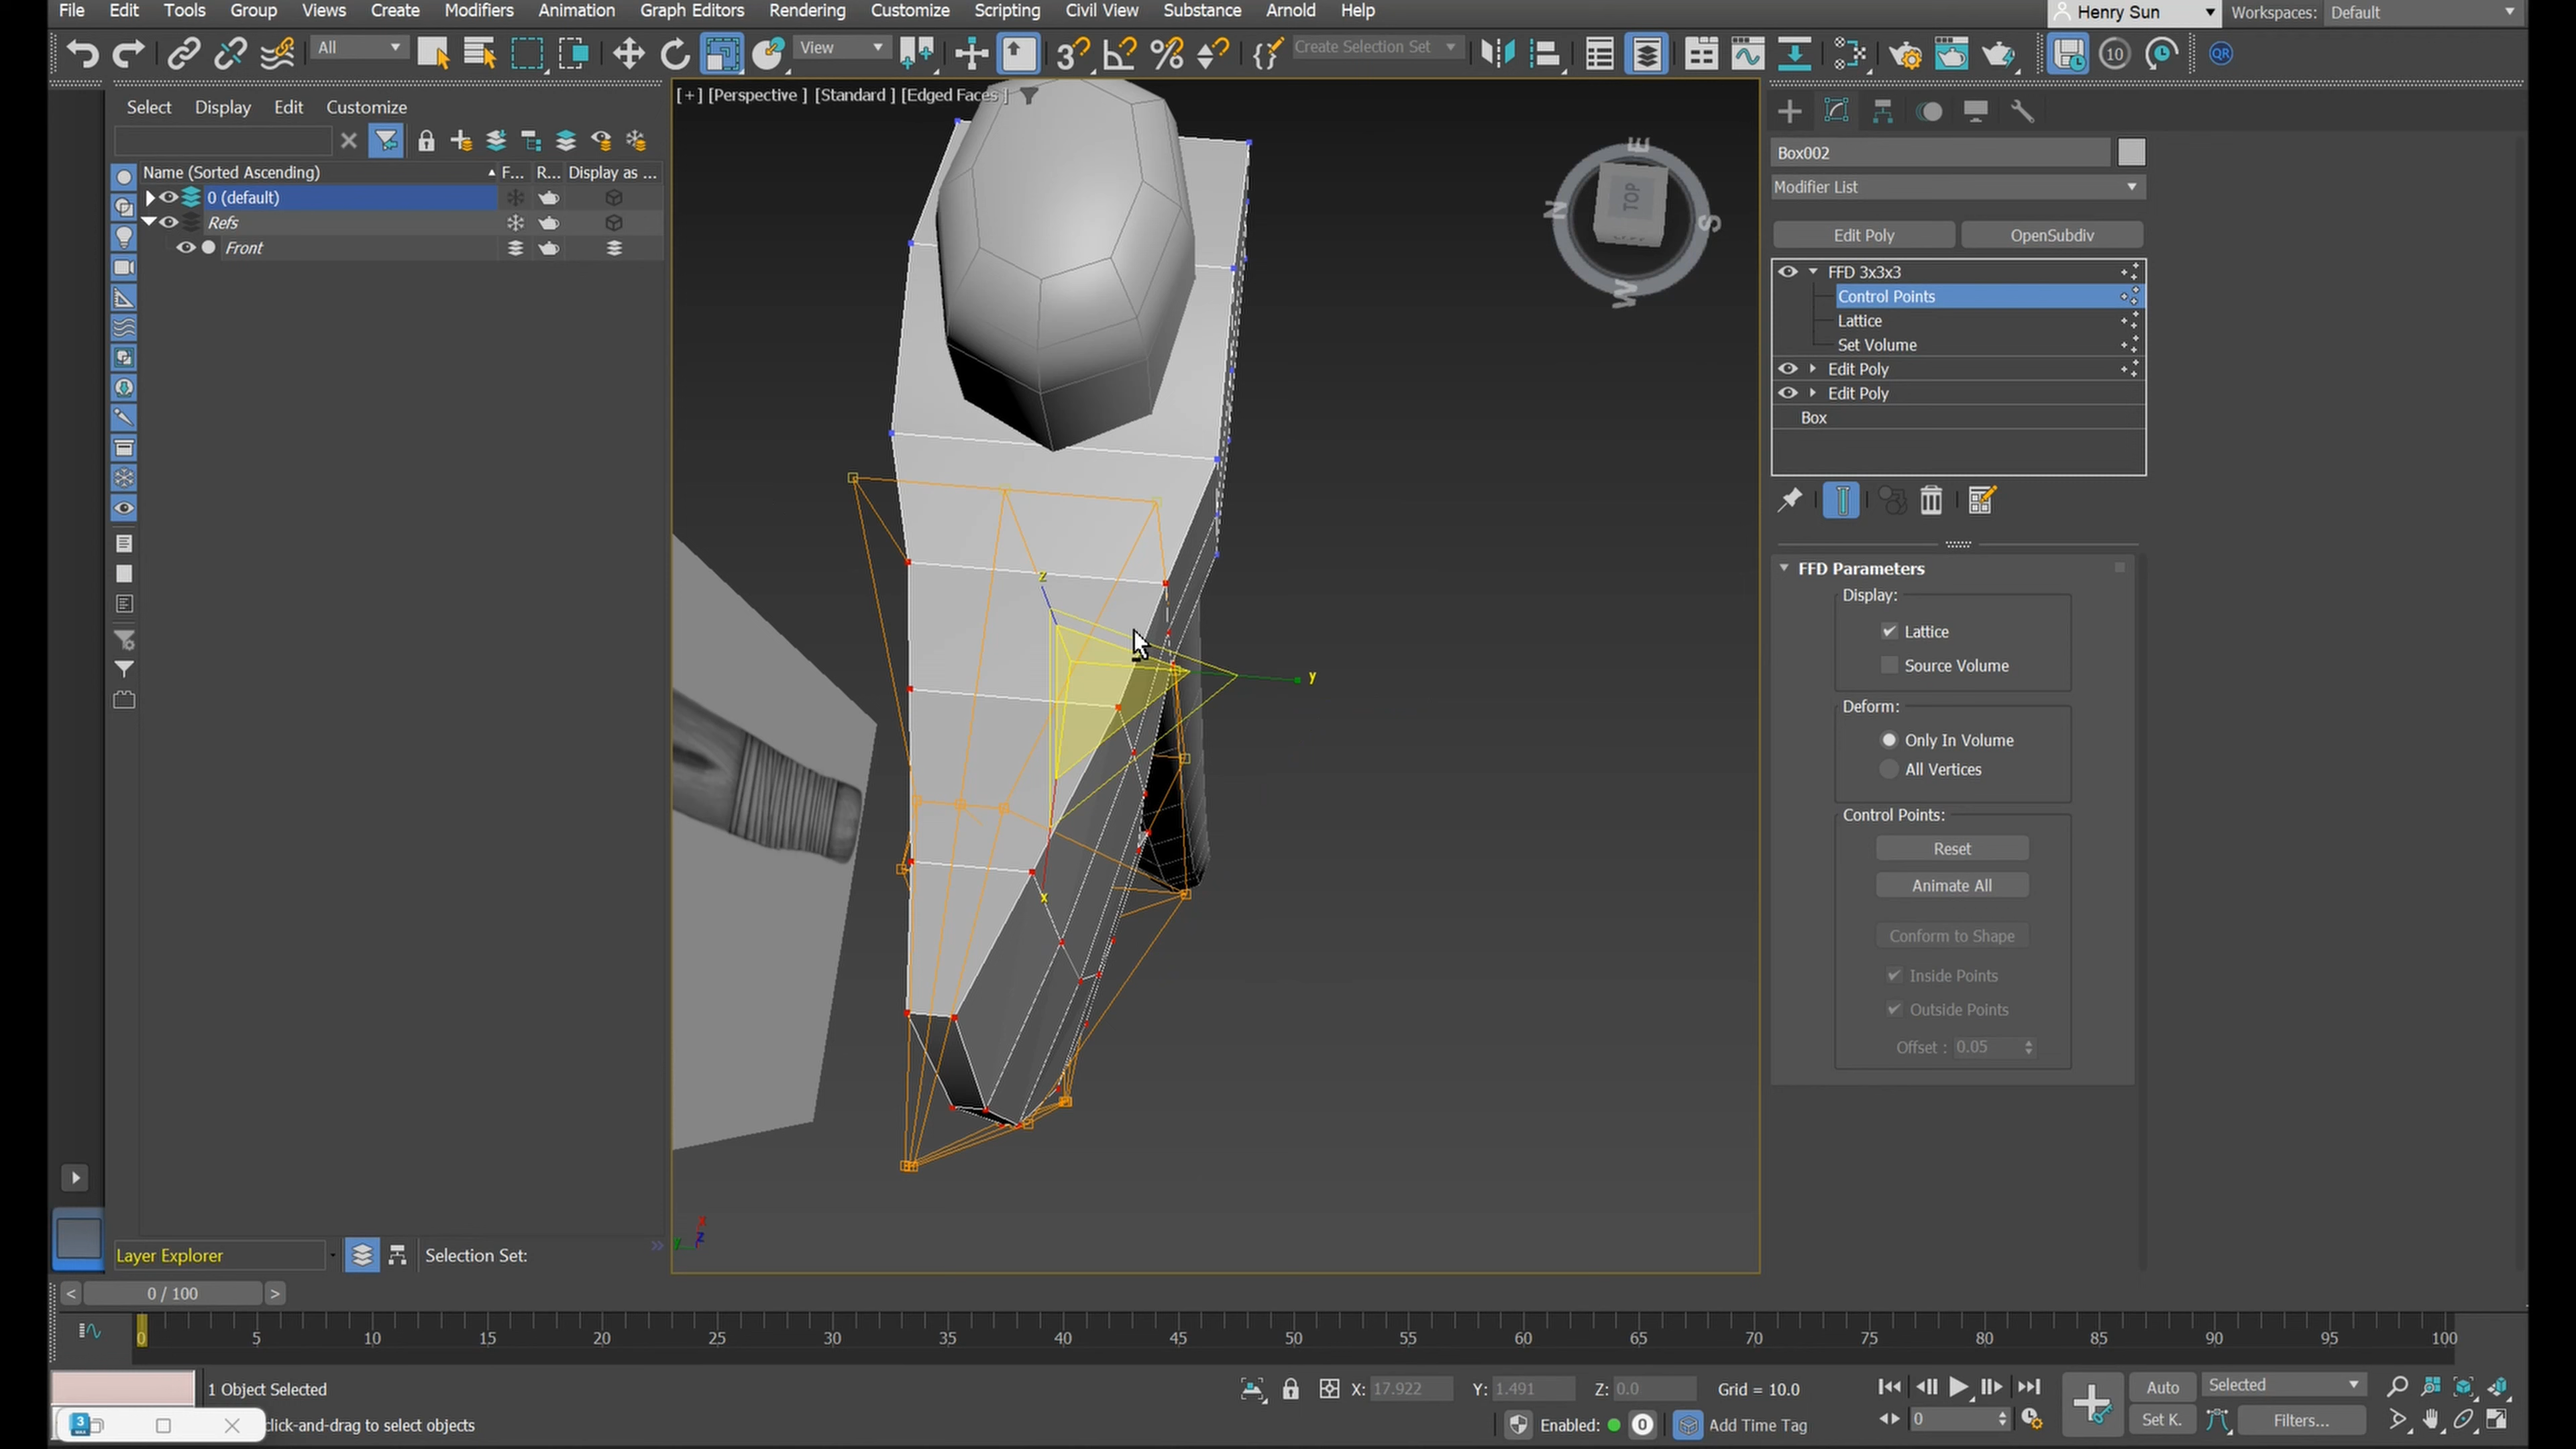 File Edit Tools Group Views Create Modifiers Animation Graph Editors Rendering Customize Scripting Civil View Substance Arnold Help
Henry Sun Workspaces: Default
All View Create Selection Set 10 QR
Select Display Edit Customize
[+] [Perspective ] [Standard ] [Edged Faces ]
Name (Sorted Ascending) F... R... Display as ...
0 (default)
Refs
Front
E
N
TOP
S
W
Box002
Modifier List
Edit Poly OpenSubdiv
FFD 3x3x3
Control Points
Lattice
Set Volume
Edit Poly
Edit Poly
Box
FFD Parameters
Display:
Lattice
Source Volume
Deform:
Only In Volume
All Vertices
Control Points:
Reset
Animate All
Conform to Shape
Inside Points
Outside Points
Offset : 0.05
z
y
x
x
z
y
Layer Explorer Selection Set: »
< 0 / 100 >
0 5 10 15 20 25 30 35 40 45 50 55 60 65 70 75 80 85 90 95 100
1 Object Selected X: 17.922 Y: 1.491 Z: 0.0 Grid = 10.0 Auto Selected
click-and-drag to select objects Enabled: 0 Add Time Tag 0 Set K. Filters...